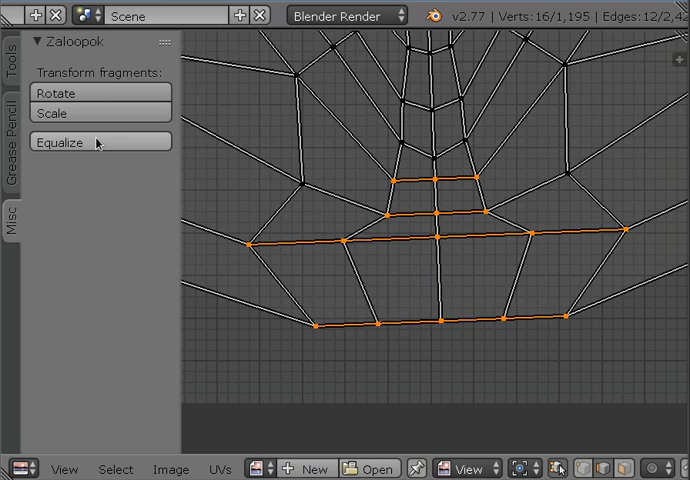 Scene
Blender Render
v2.77 | Verts:16/1,195 | Edges:12/2,42
Tools
Grease Pencil
Misc
Zaloopok
Transform fragments:
Rotate
Scale
Equalize
View Select Image UVs New Open View